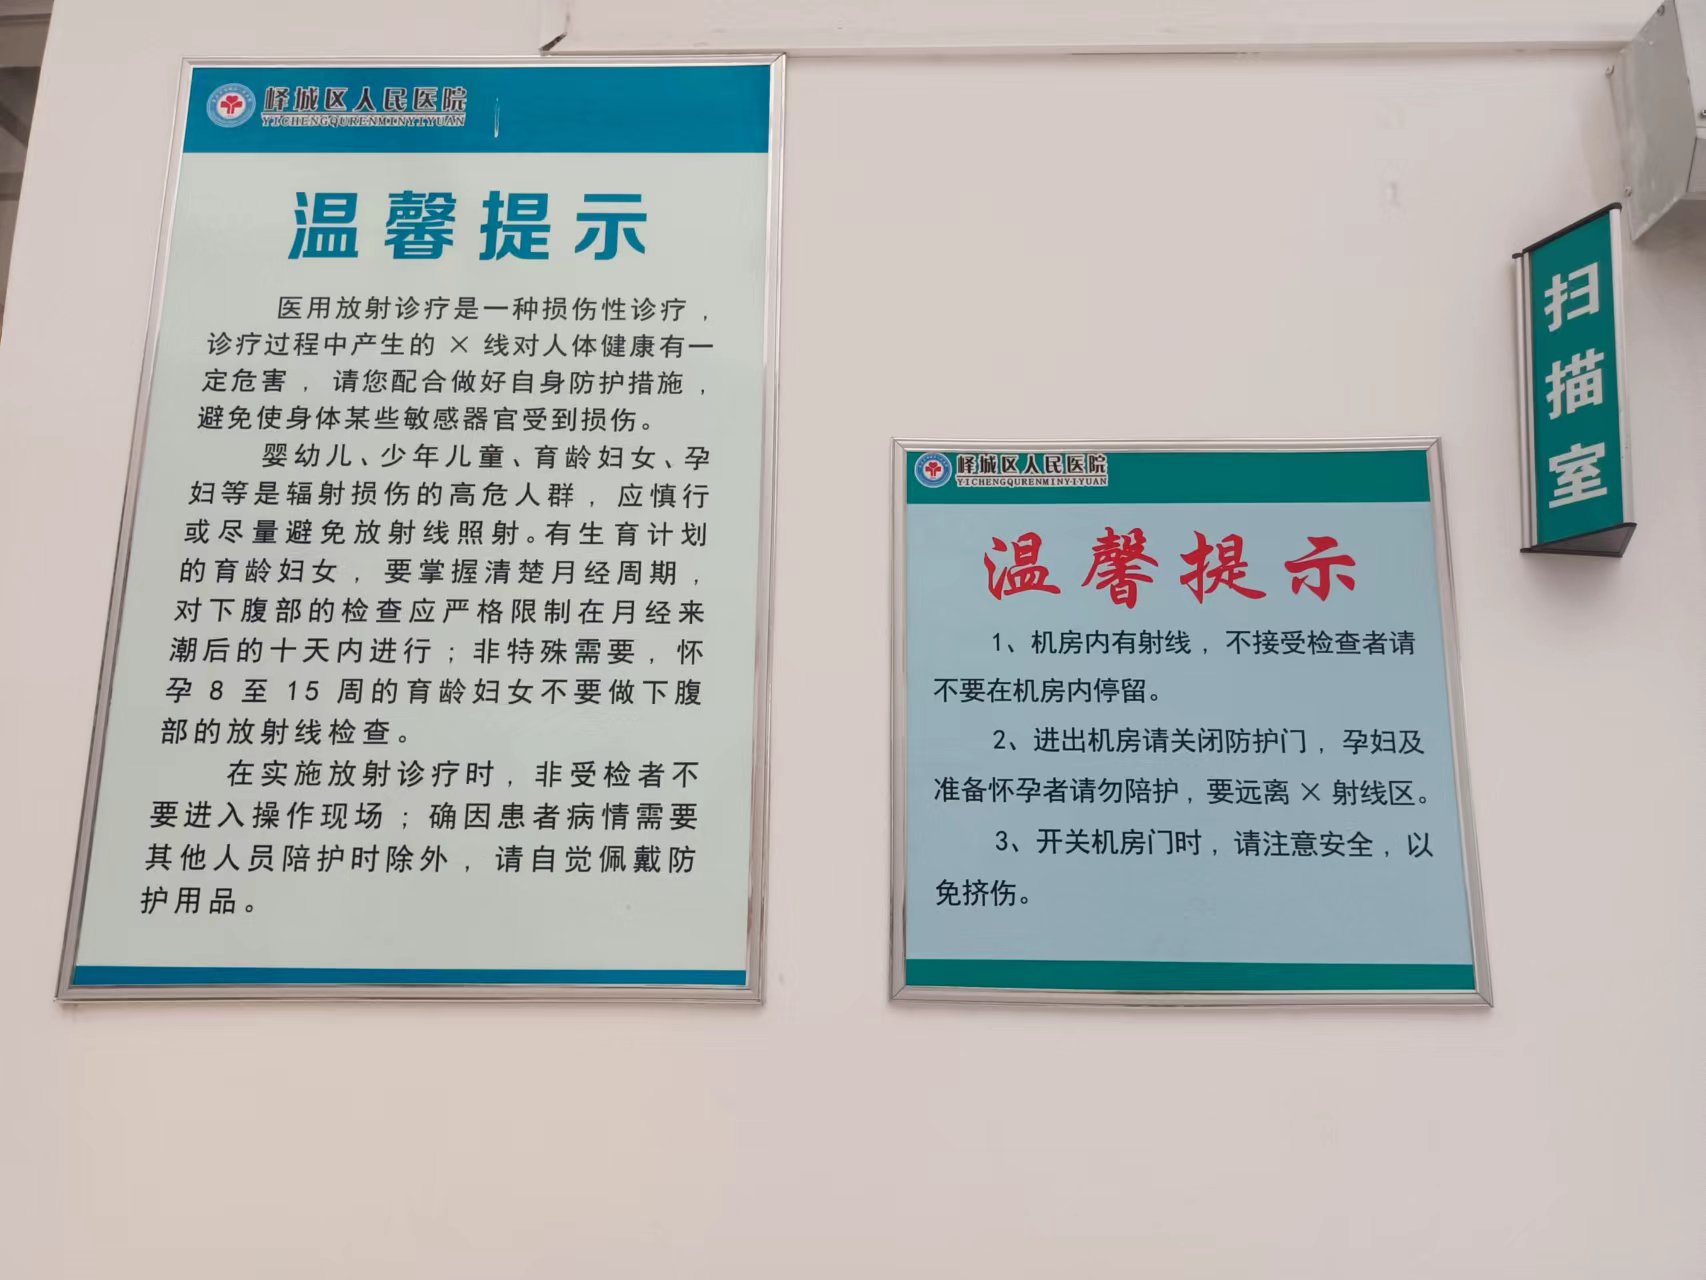 峄城区人民医院
YICHENGQURENMINYIYUAN
温馨提示
医用放射诊疗是一种损伤性诊疗，
诊疗过程中产生的 × 线对人体健康有一
定危害，请您配合做好自身防护措施，
避免使身体某些敏感器官受到损伤。
婴幼儿、少年儿童、育龄妇女、孕
妇等是辐射损伤的高危人群，应慎行
或尽量避免放射线照射。有生育计划
的育龄妇女，要掌握清楚月经周期，
对下腹部的检查应严格限制在月经来
潮后的十天内进行；非特殊需要，怀
孕 8 至 15 周的育龄妇女不要做下腹
部的放射线检查。
在实施放射诊疗时，非受检者不
要进入操作现场；确因患者病情需要
其他人员陪护时除外，请自觉佩戴防
护用品。
峄城区人民医院
YICHENGQURENMINYIYUAN
温馨提示
1、机房内有射线，不接受检查者请
不要在机房内停留。
2、进出机房请关闭防护门，孕妇及
准备怀孕者请勿陪护，要远离 × 射线区。
3、开关机房门时，请注意安全，以
免挤伤。
扫描室